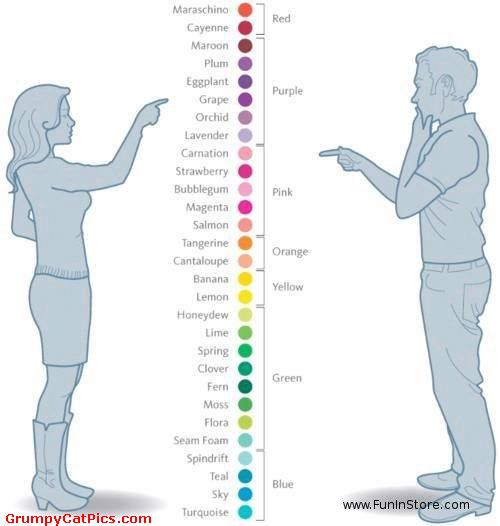 Maraschino
Cayenne
Red
Maroon
Plum
Eggplant
Grape
Orchid
Lavender
Purple
Carnation
Strawberry
Bubblegum
Magenta
Salmon
Pink
Tangerine
Cantaloupe
Orange
Banana
Lemon
Yellow
Honeydew
Lime
Spring
Clover
Fern
Moss
Flora
Seam Foam
Green
Spindrift
Teal
Sky
Turquoise
Blue
www.FunInStore.com
GrumpyCatPics.com